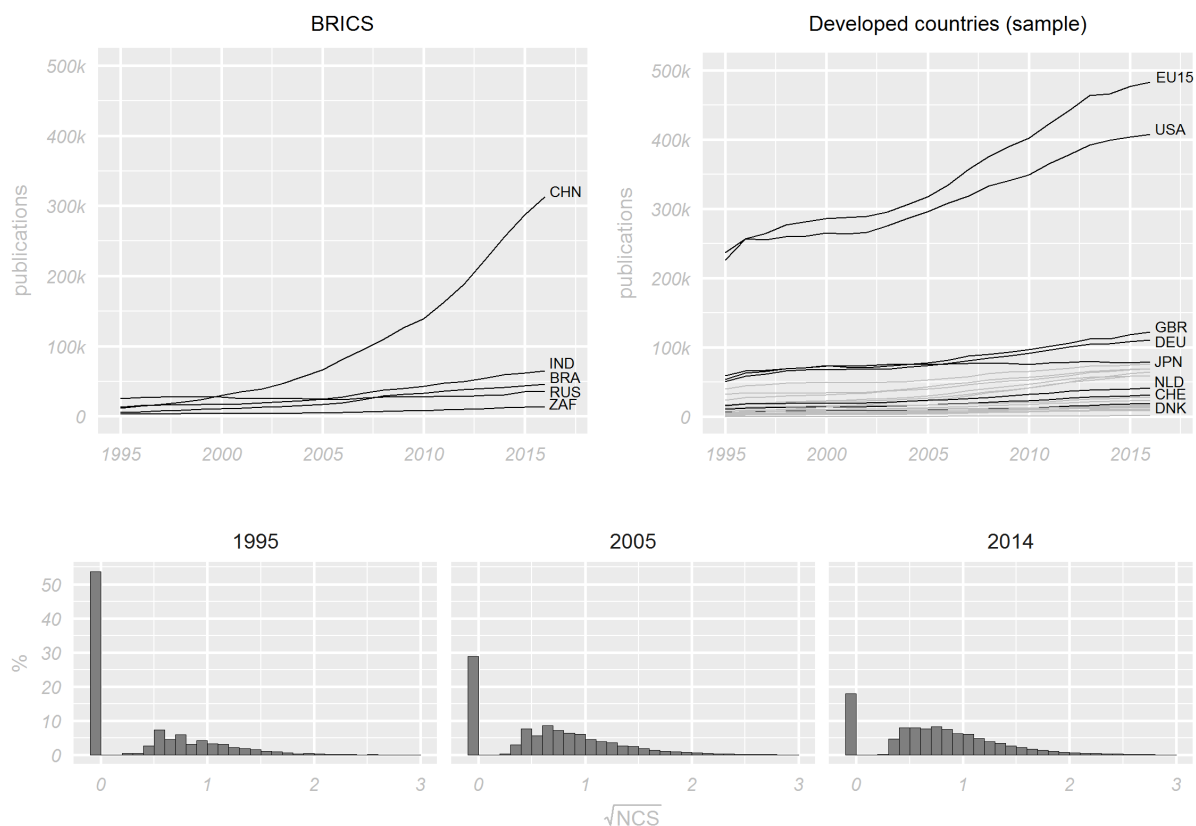 BRICS
500k
400k
300k
200k
100k
0
publications
CHN
IND
BRA
RUS
ZAF
1995 2000 2005 2010 2015
Developed countries (sample)
500k
400k
300k
200k
100k
0
publications
EU15
USA
GBR
DEU
JPN
NLD
CHE
DNK
1995 2000 2005 2010 2015
1995
2005
2014
50
40
30
20
10
0
%
0 1 2 3
0 1 2 3
0 1 2 3
√NCS